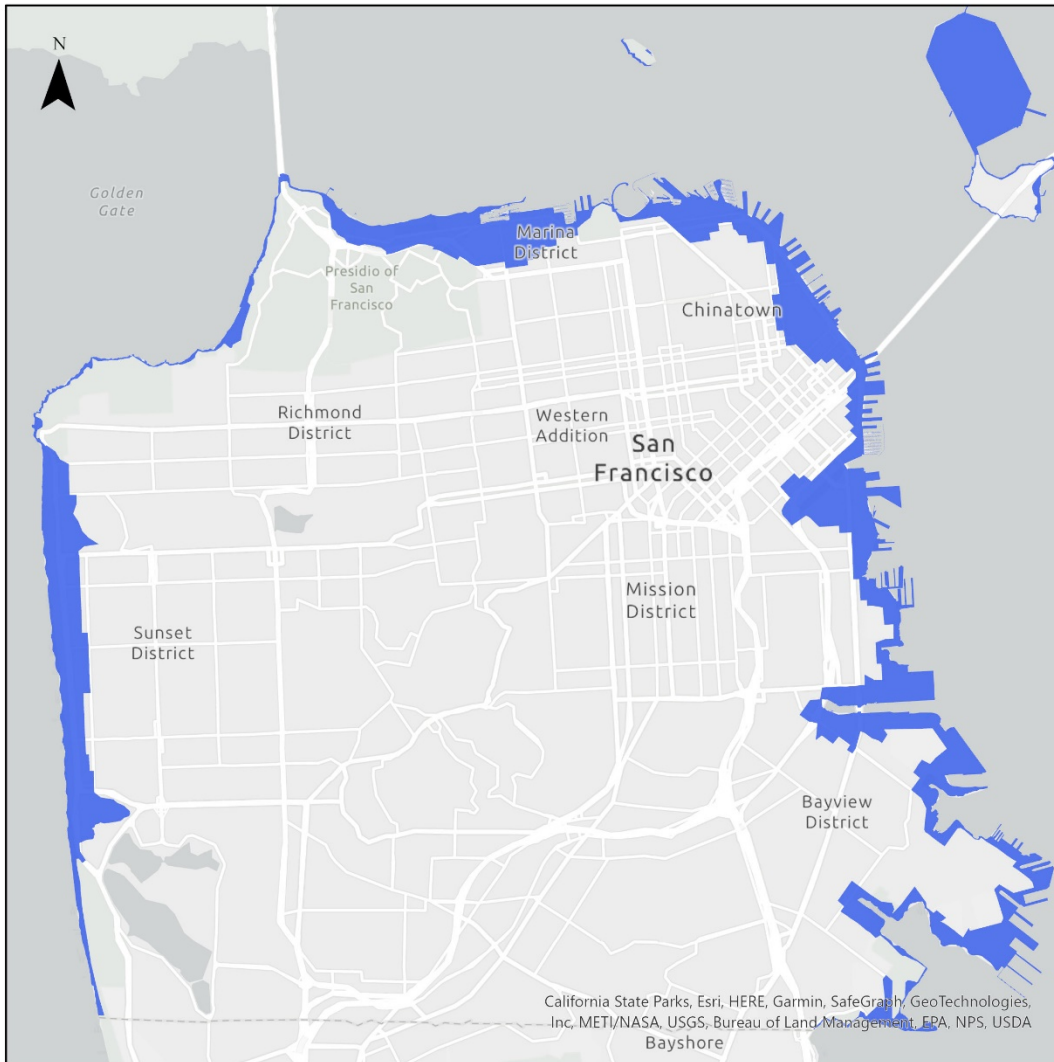 N
Golden
Gate
Marina
District
Presidio of
San
Francisco
Chinatown
Richmond
District
Western
Addition
San
Francisco
Mission
District
Sunset
District
Bayview
District
California State Parks, Esri, HERE, Garmin, SafeGraph, GeoTechnologies,
Inc, METI/NASA, USGS, Bureau of Land Management, EPA, NPS, USDA
Bayshore